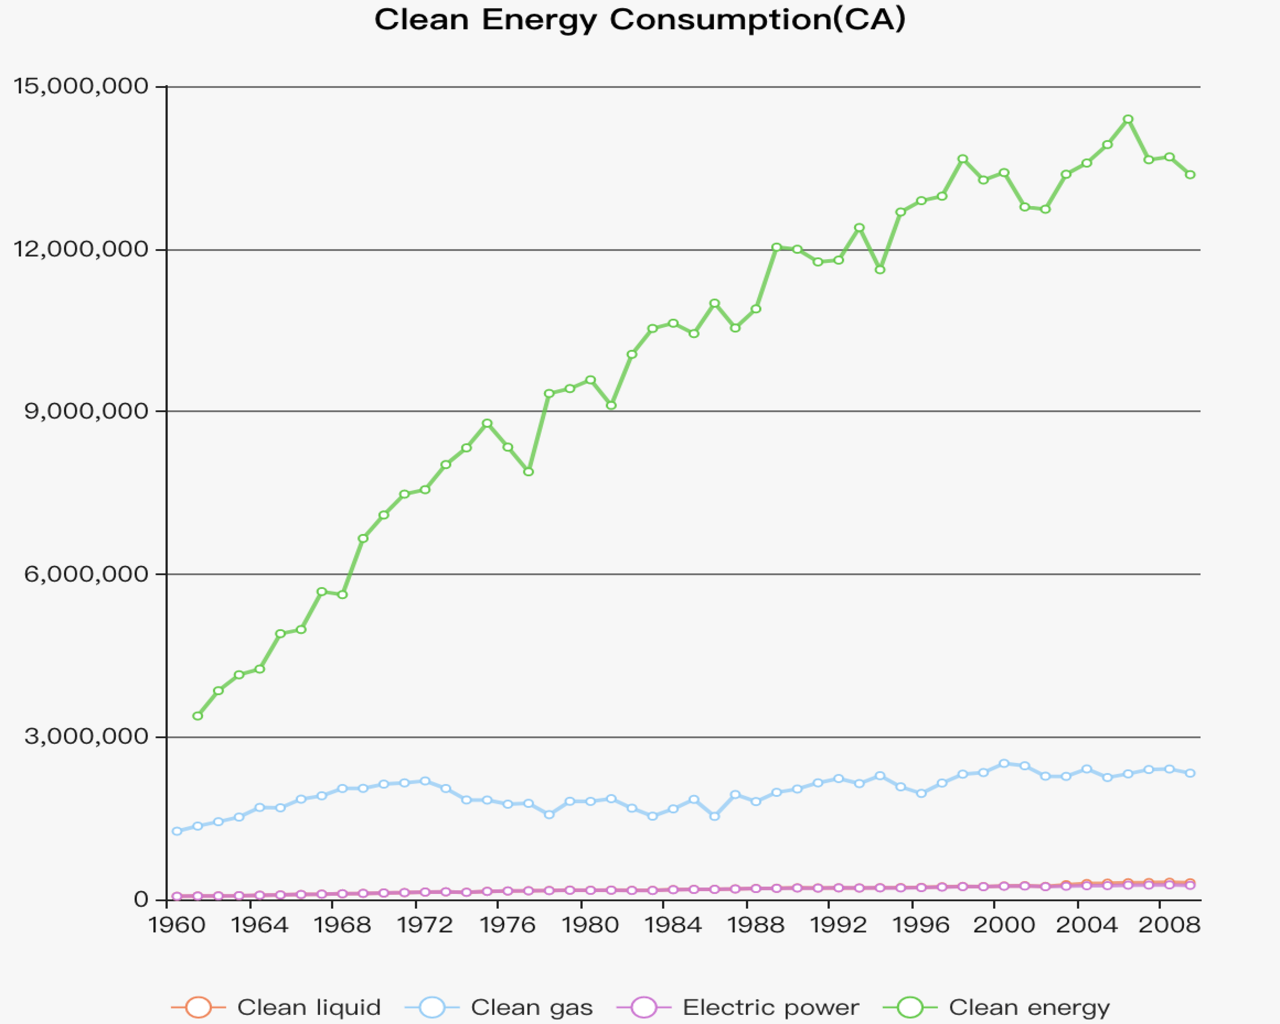 Clean Energy Consumption(CA)
15,000,000
12,000,000
9,000,000
6,000,000
3,000,000
0
1960 1964 1968 1972 1976 1980 1984 1988 1992 1996 2000 2004 2008
Clean liquid Clean gas Electric power Clean energy